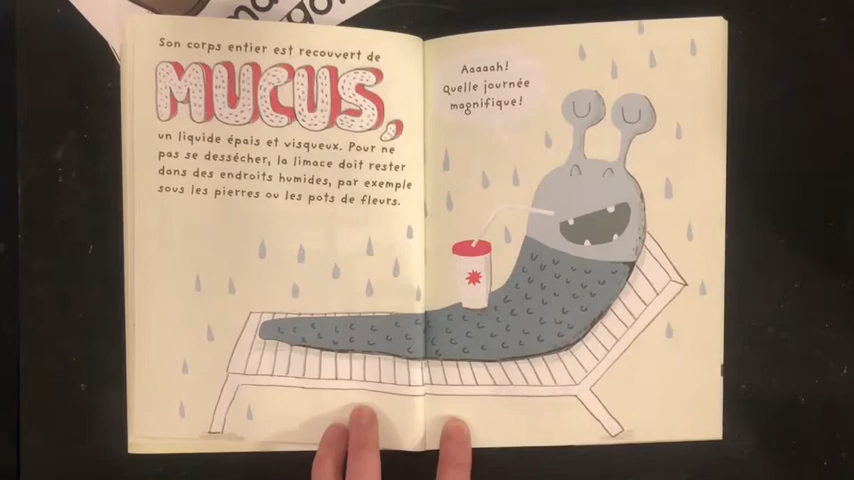 Son corps entier est recouvert de
MUCUS,
un liquide épais et visqueux. Pour ne
pas se dessécher, la limace doit rester
dans des endroits humides, par exemple
sous les pierres ou les pots de fleurs.
Aaaaah!
Quelle journée
magnifique!